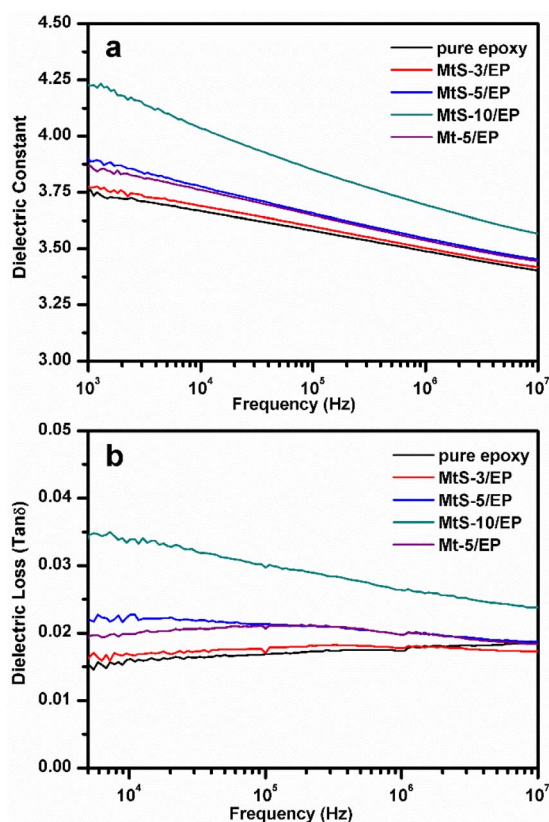 a
pure epoxy
MtS-3/EP
MtS-5/EP
MtS-10/EP
Mt-5/EP
Dielectric Constant
4.50
4.25
4.00
3.75
3.50
3.25
3.00
10³ 10⁴ 10⁵ 10⁶ 10⁷
Frequency (Hz)
b
pure epoxy
MtS-3/EP
MtS-5/EP
MtS-10/EP
Mt-5/EP
Dielectric Loss (Tanδ)
0.05
0.04
0.03
0.02
0.01
0.00
10⁴ 10⁵ 10⁶ 10⁷
Frequency (Hz)